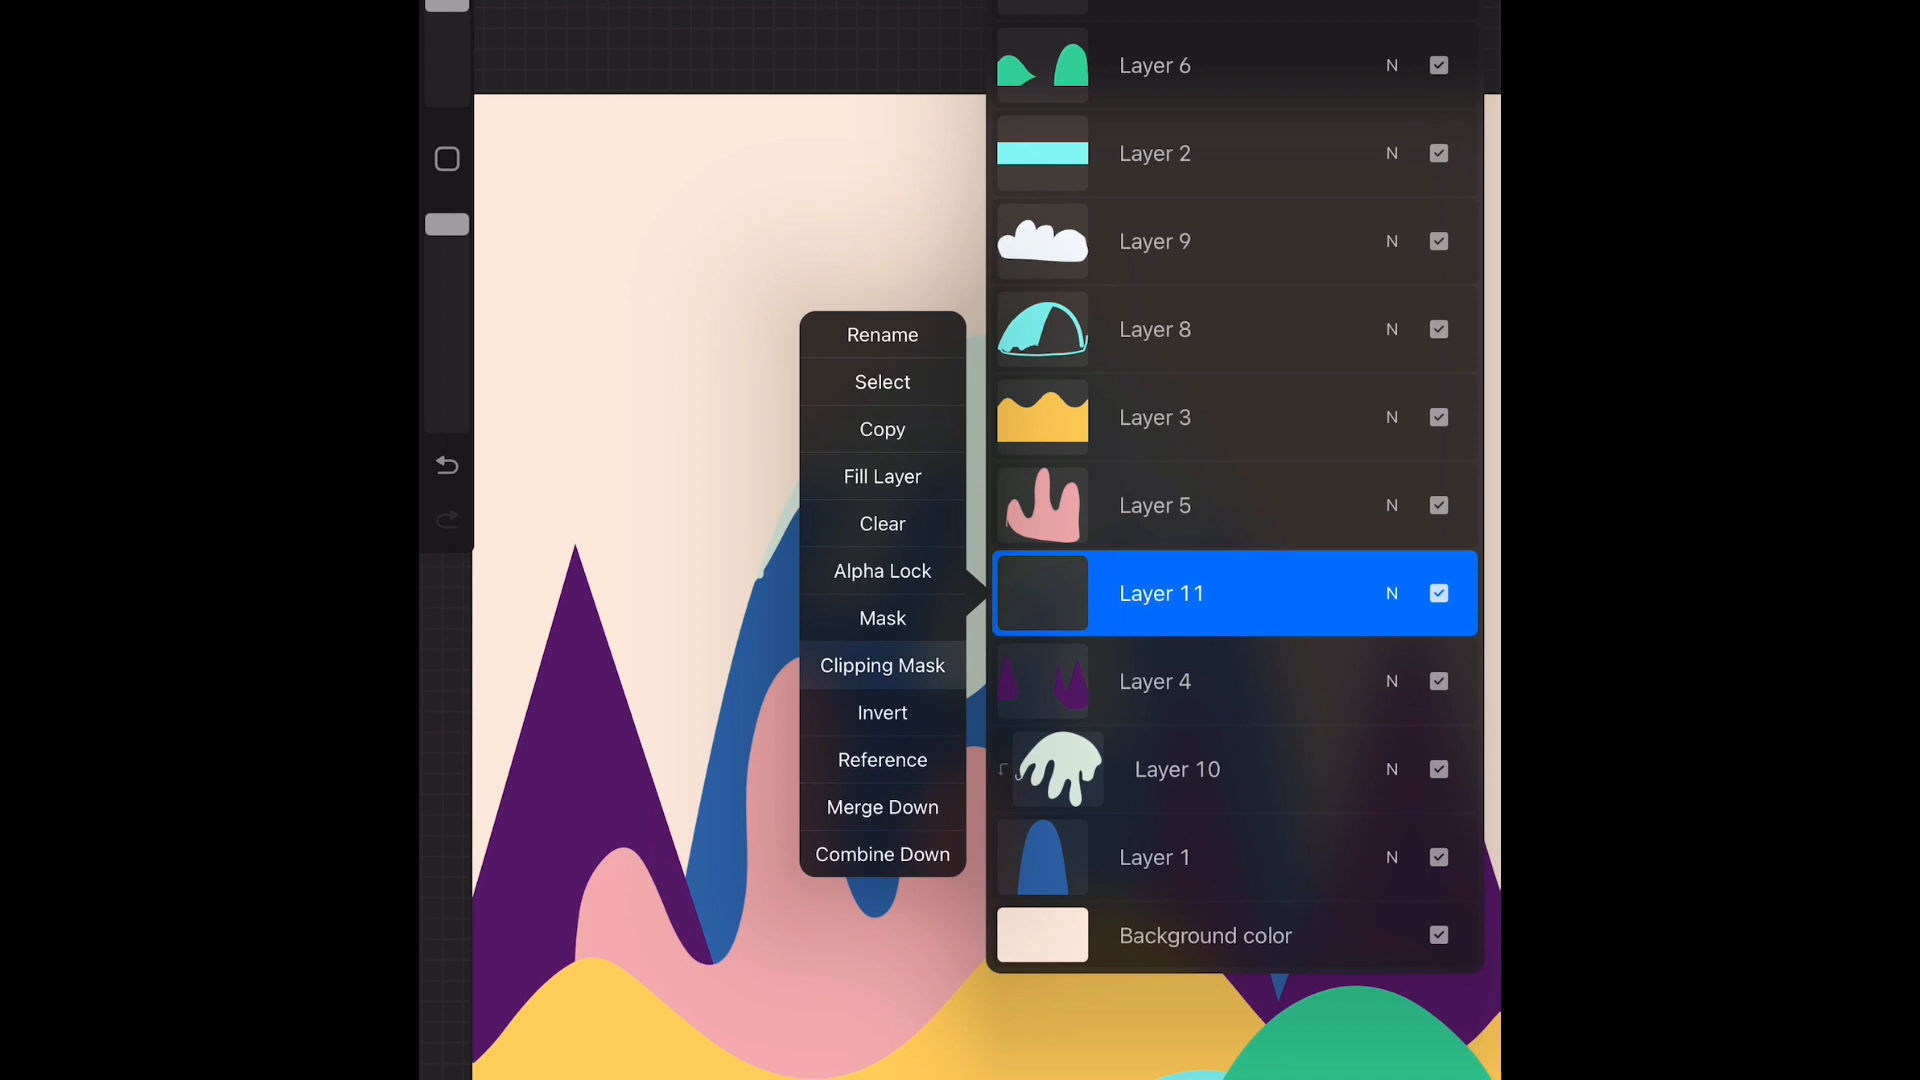 Layer 6 N
Layer 2 N
Layer 9 N
Layer 8 N
Layer 3 N
Layer 5 N
Layer 11 N
Layer 4 N
Layer 10 N
Layer 1 N
Background color
Rename
Select
Copy
Fill Layer
Clear
Alpha Lock
Mask
Clipping Mask
Invert
Reference
Merge Down
Combine Down